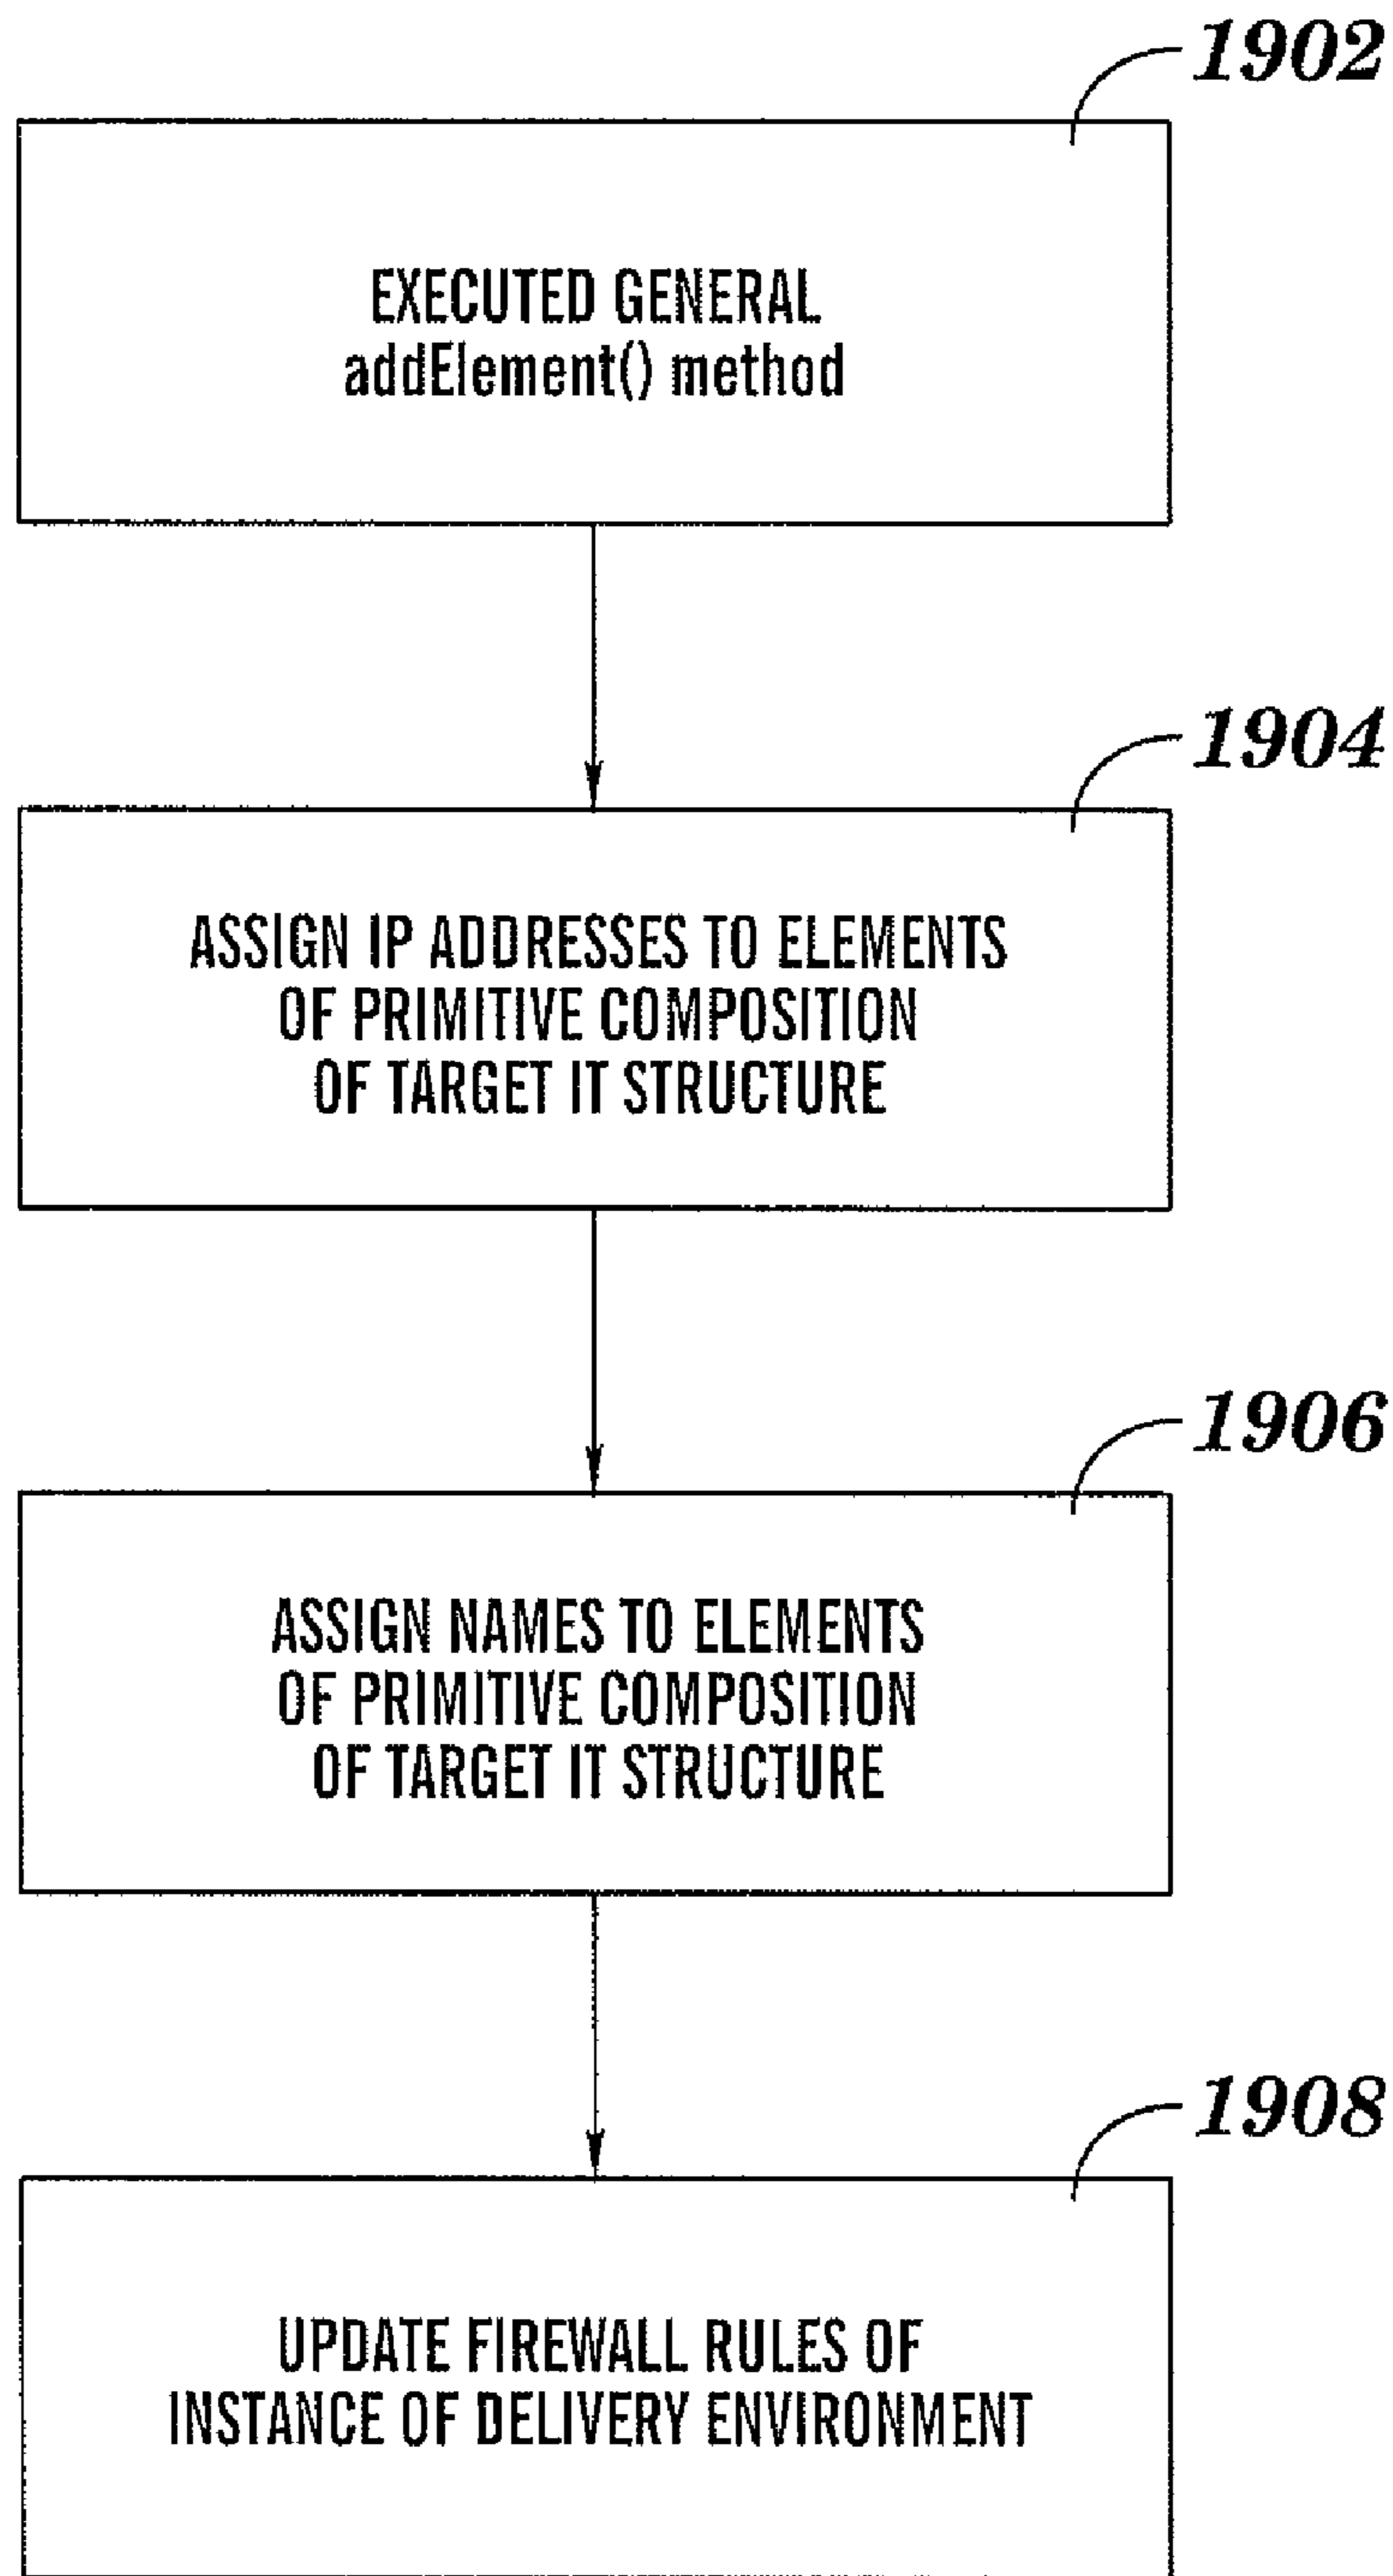 1902
EXECUTED GENERAL
addElement() method
1904
ASSIGN IP ADDRESSES TO ELEMENTS
OF PRIMITIVE COMPOSITION
OF TARGET IT STRUCTURE
1906
ASSIGN NAMES TO ELEMENTS
OF PRIMITIVE COMPOSITION
OF TARGET IT STRUCTURE
1908
UPDATE FIREWALL RULES OF
INSTANCE OF DELIVERY ENVIRONMENT